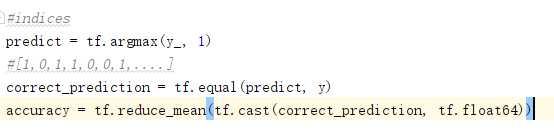 #indices
predict = tf.argmax(y_, 1)
#[1,0,1,1,0,0,1,....]
correct_prediction = tf.equal(predict, y)
accuracy = tf.reduce_mean(tf.cast(correct_prediction, tf.float64))